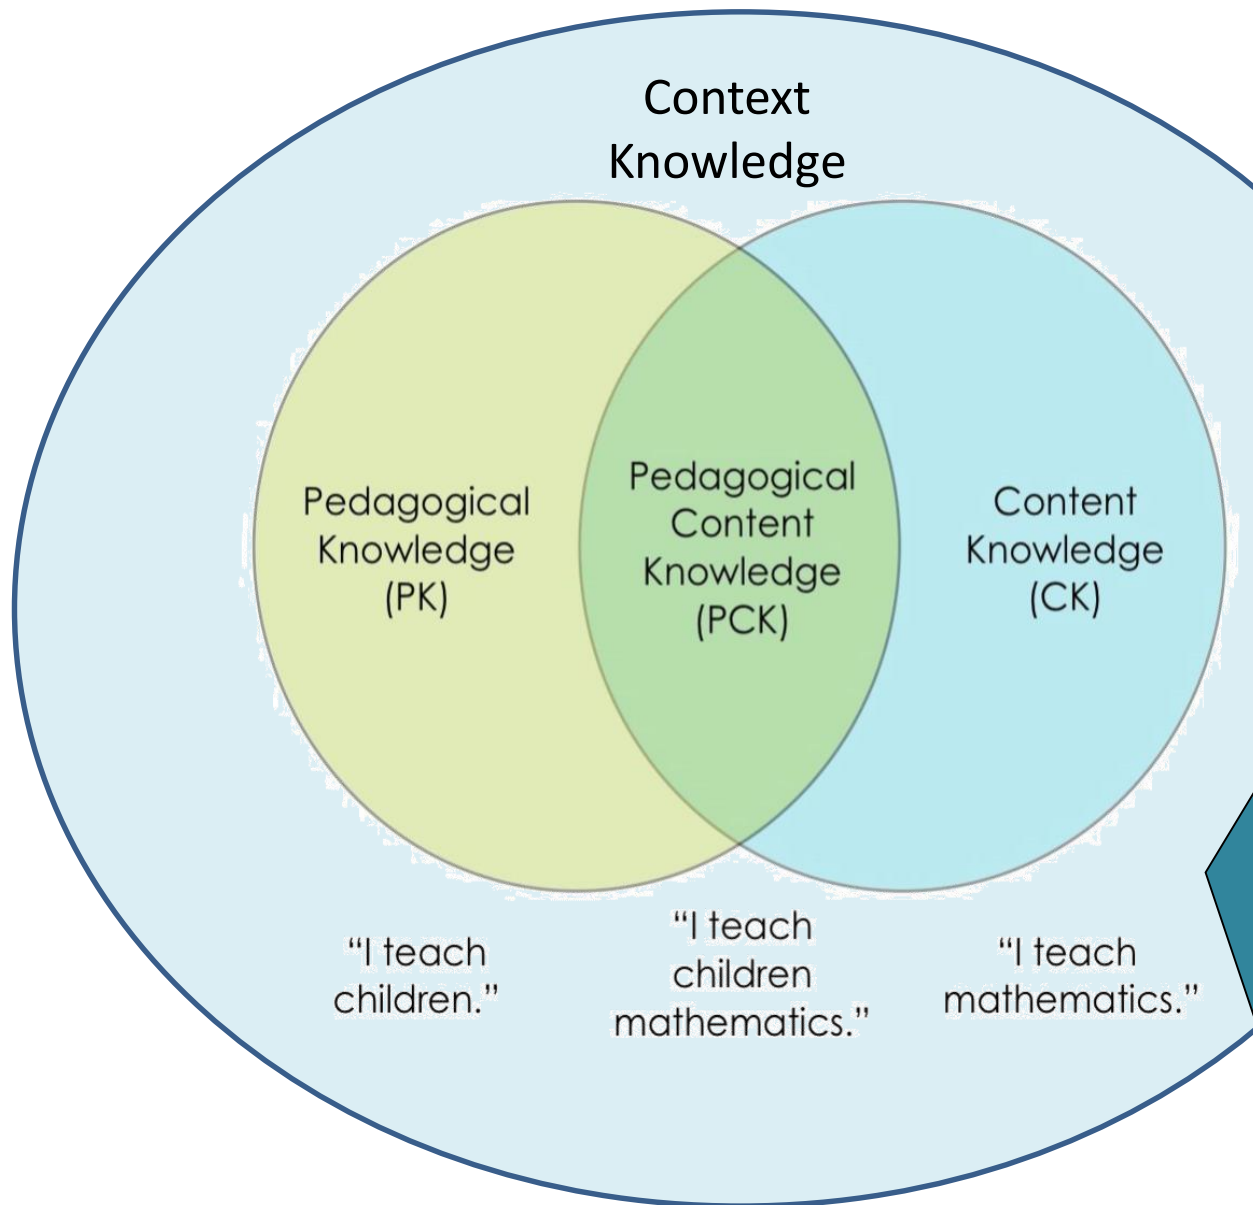 Context
Knowledge
Pedagogical
Knowledge
(PK)
Pedagogical
Content
Knowledge
(PCK)
Content
Knowledge
(CK)
“I teach
children.”
“I teach
children
mathematics.”
“I teach
mathematics.”